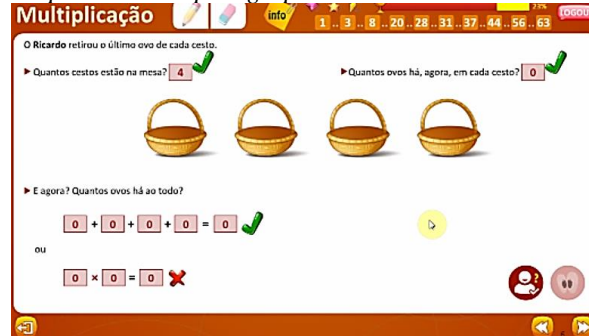 Multiplicação
info
1 .. 3 .. 8 .. 20 .. 28 .. 31 .. 37 .. 44 .. 56 .. 63
LOGOU
O Ricardo retirou o último ovo de cada cesto.
Quantos cestos estão na mesa? 4
Quantos ovos há, agora, em cada cesto? 0
E agora? Quantos ovos há ao todo?
0 + 0 + 0 + 0 = 0
ou
0 × 0 = 0